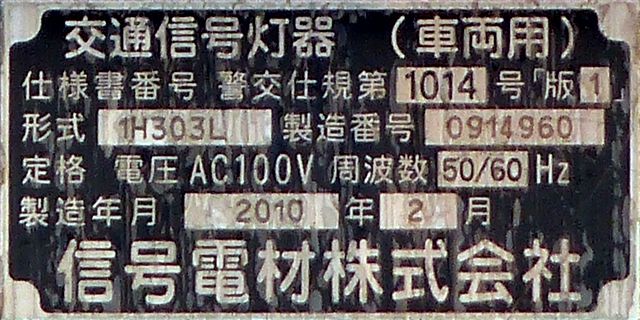 交通信号灯器 （車両用）
仕様書番号 警交仕規第 1014 号「版1」
形式 1H303L 製造番号 0914960
定格 電圧 AC100V 周波数 50/60 Hz
製造年月 2010 年 2 月
信号電材株式会社